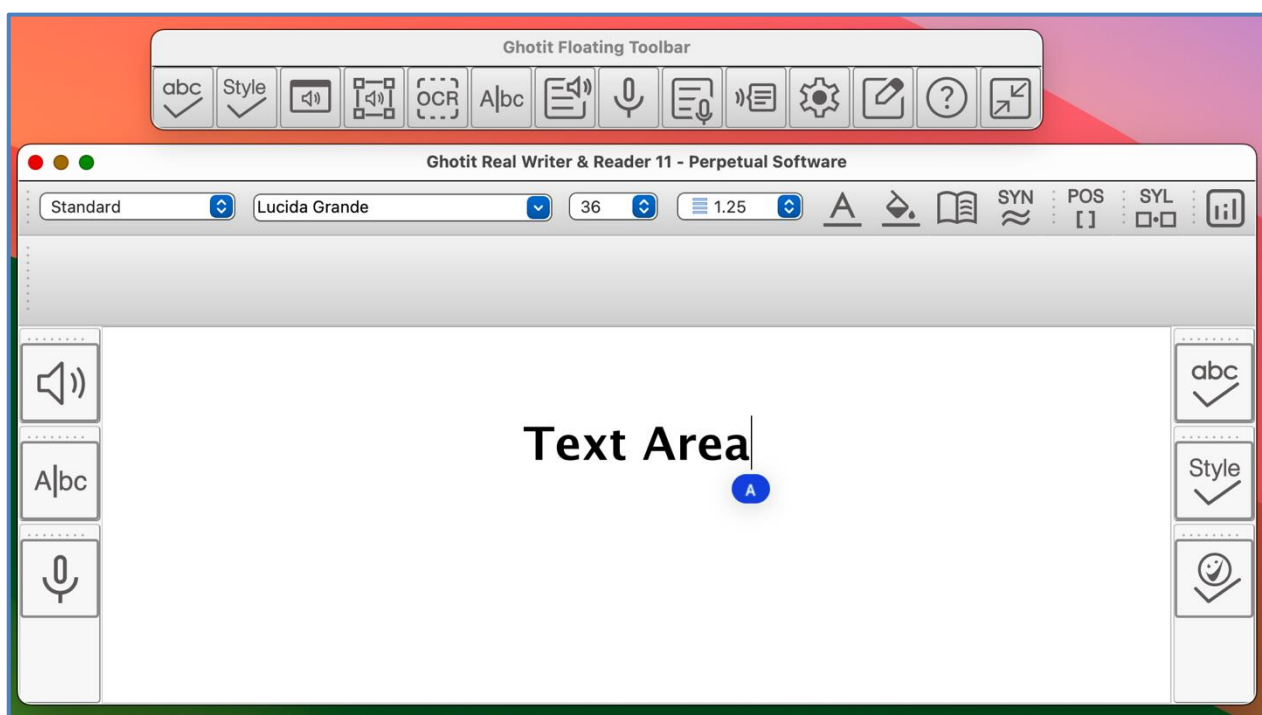 Ghotit Floating Toolbar
abc Style OCR A|bc ?
Ghotit Real Writer & Reader 11 - Perpetual Software
Standard Lucida Grande 36 1.25 A SYN POS [ ] SYL
A|bc
Text Area
A
abc
Style